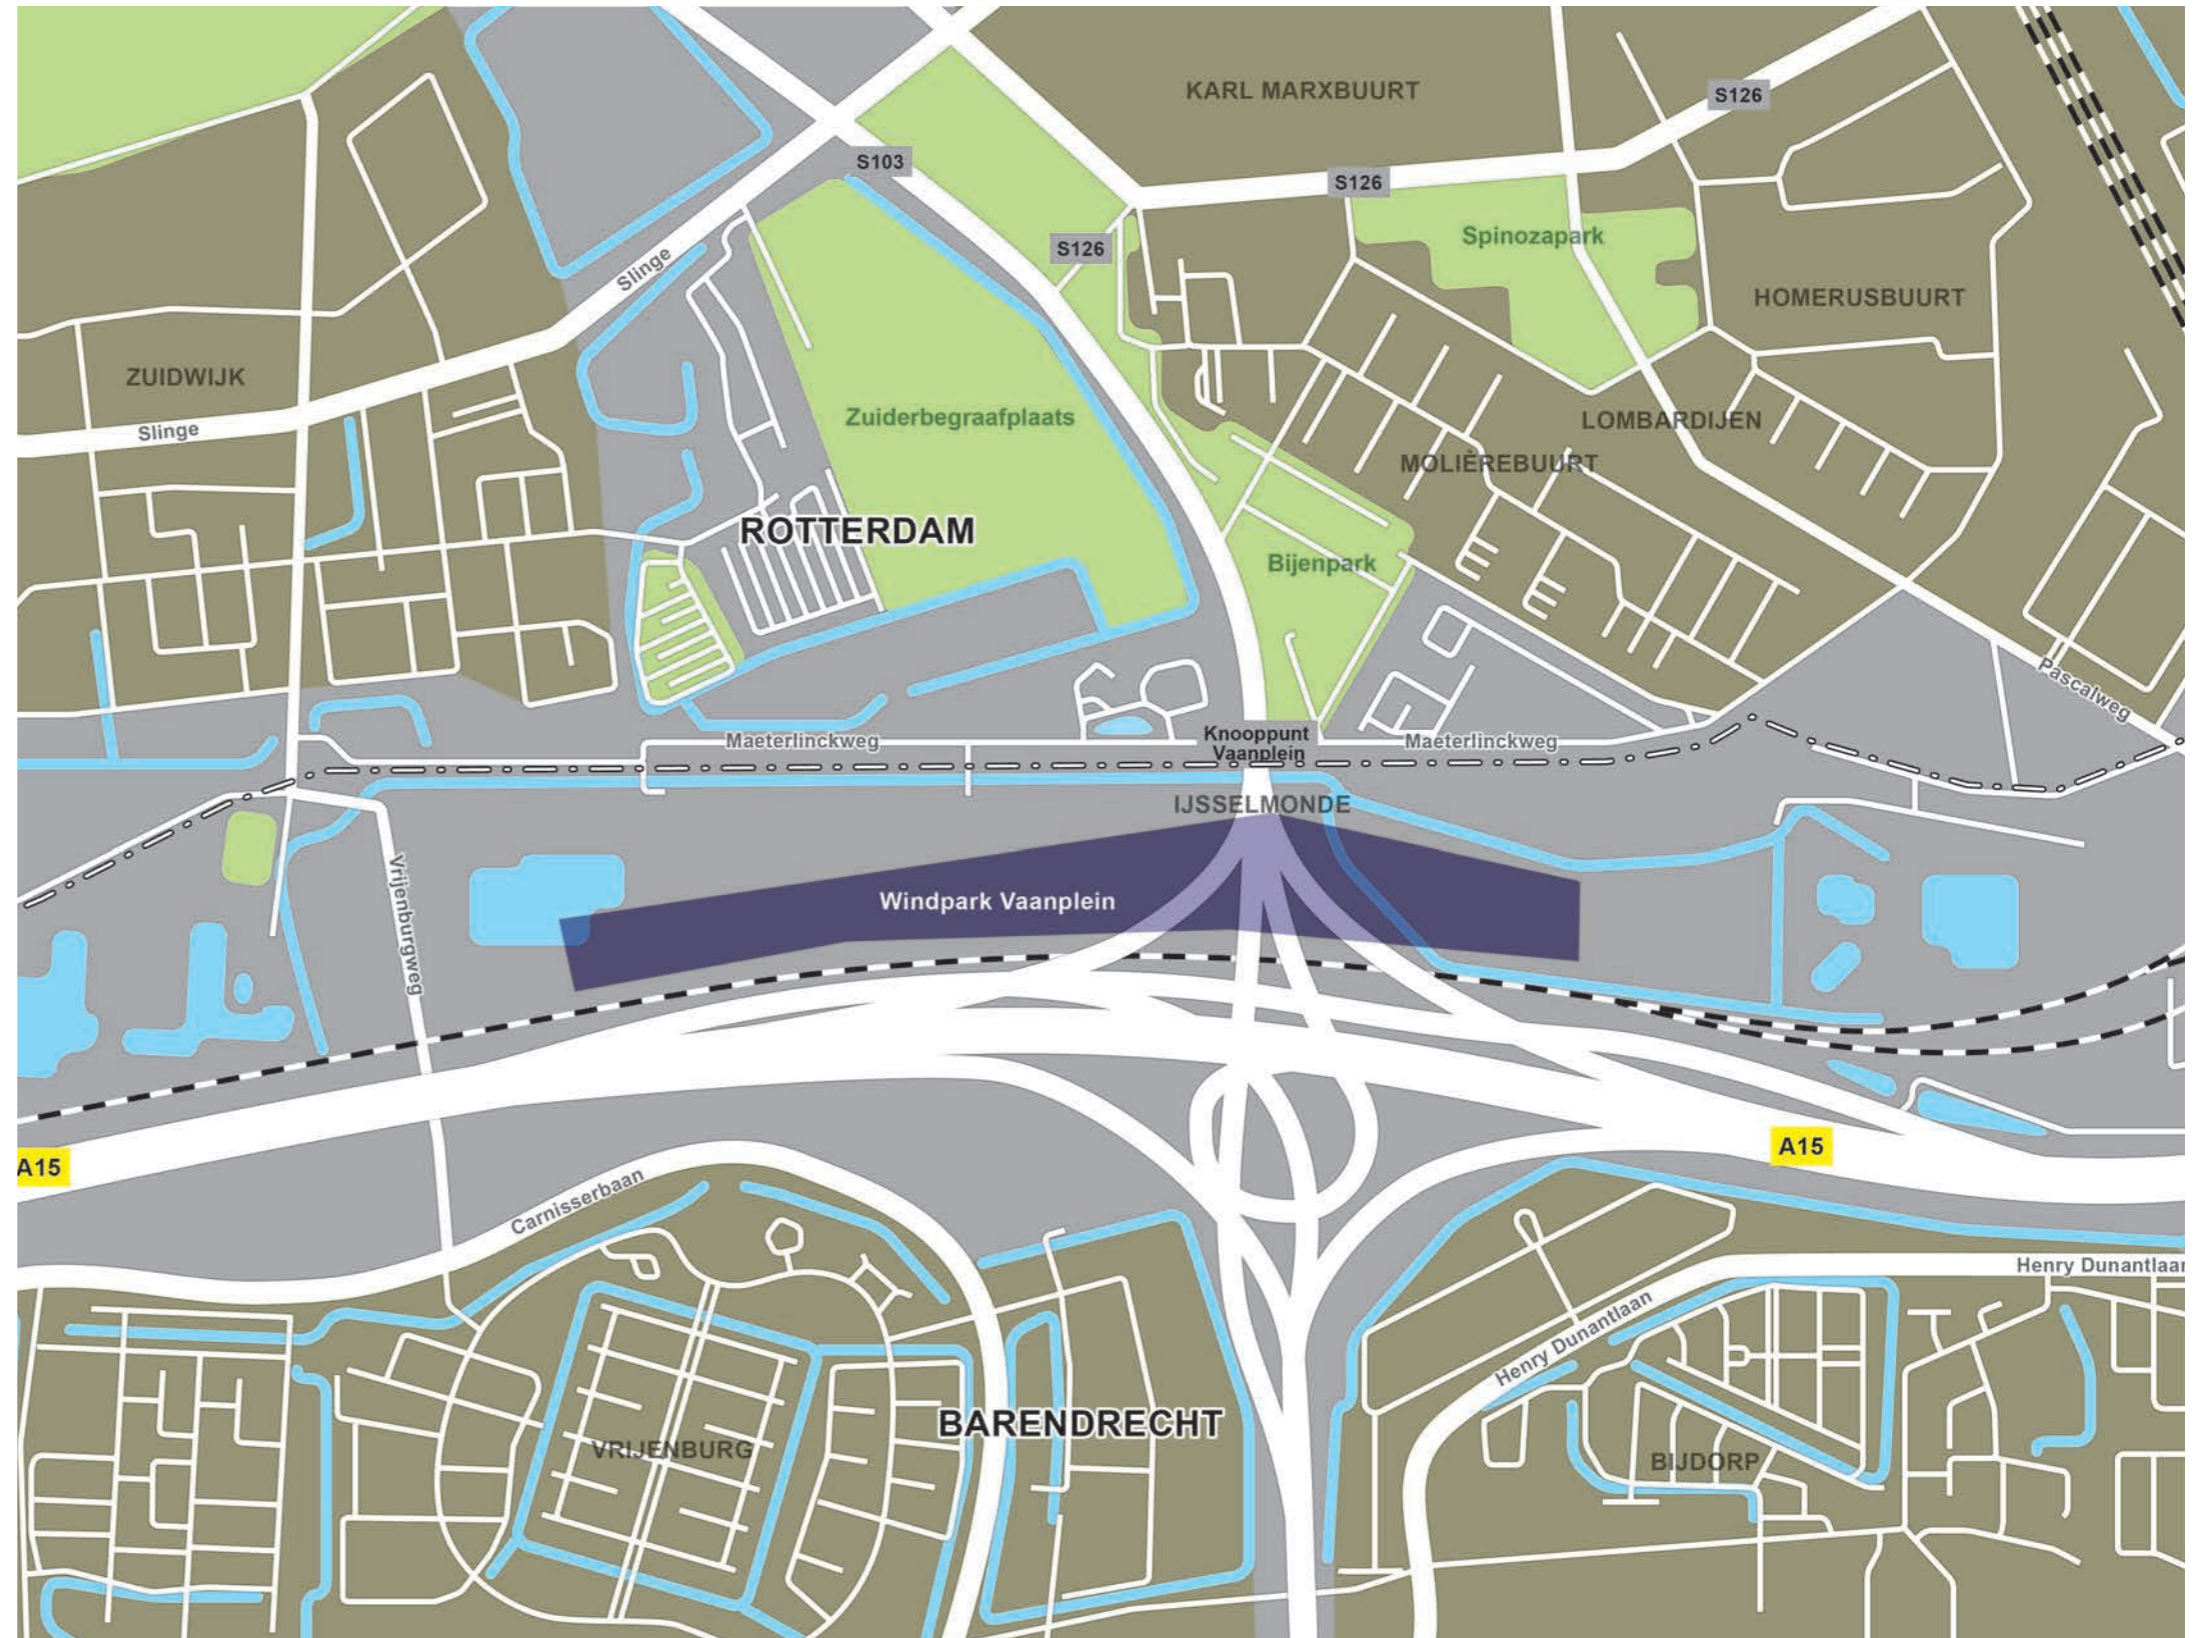 KARL MARXBUURT
S126
S103
S126
Spinozapark
S126
Slinge
HOMERUSBUURT
ZUIDWIJK
Zuiderbegraafplaats
LOMBARDIJEN
Slinge
MOLIÈREBUURT
ROTTERDAM
Bijenpark
Pascalweg
Maeterlinckweg
Knooppunt
Vaanplein
Maeterlinckweg
IJSSELMONDE
Vrijenburgweg
Windpark Vaanplein
A15
A15
Carnisserbaan
Henry Dunantlaan
Henry Dunantlaan
BARENDRECHT
VRIJENBURG
BIJDORP